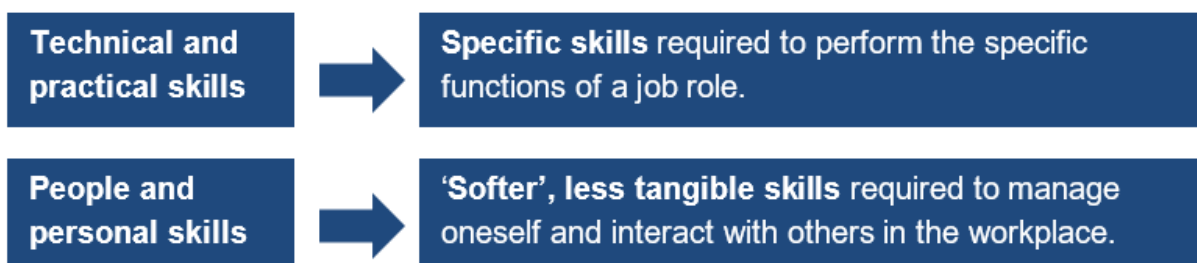 Technical and
practical skills
Specific skills required to perform the specific
functions of a job role.
People and
personal skills
‘Softer’, less tangible skills required to manage
oneself and interact with others in the workplace.